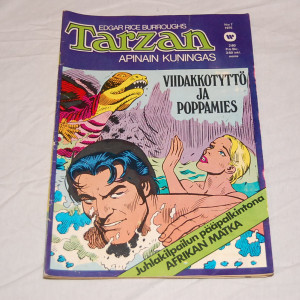 EDGAR RICE BURROUGHS
Tarzan
APINAIN KUNINGAS
VIIDAKKOTYTTÖ
JA
POPPAMIES
Juhlakilpailun pääpalkintona
AFRIKAN MATKA